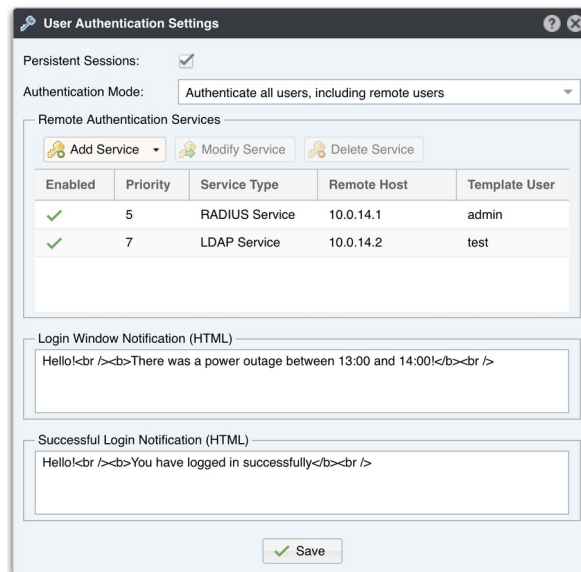 User Authentication Settings
Persistent Sessions:
Authentication Mode: Authenticate all users, including remote users
Remote Authentication Services
Add Service Modify Service Delete Service
Enabled Priority Service Type Remote Host Template User
5 RADIUS Service 10.0.14.1 admin
7 LDAP Service 10.0.14.2 test
Login Window Notification (HTML)
Hello!<br /><b>There was a power outage between 13:00 and 14:00!</b><br />
Successful Login Notification (HTML)
Hello!<br /><b>You have logged in successfully</b><br />
Save